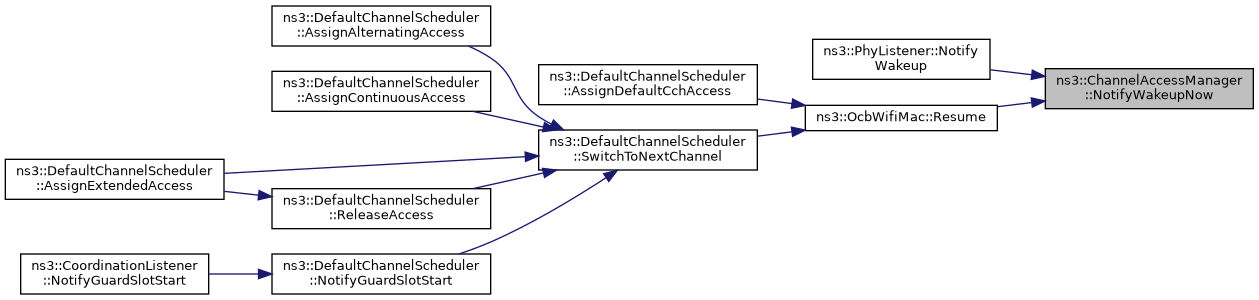 ns3::DefaultChannelScheduler
::AssignAlternatingAccess
ns3::PhyListener::Notify
Wakeup
ns3::ChannelAccessManager
::NotifyWakeupNow
ns3::DefaultChannelScheduler
::AssignDefaultCchAccess
ns3::DefaultChannelScheduler
::AssignContinuousAccess
ns3::OcbWifiMac::Resume
ns3::DefaultChannelScheduler
::SwitchToNextChannel
ns3::DefaultChannelScheduler
::AssignExtendedAccess
ns3::DefaultChannelScheduler
::ReleaseAccess
ns3::CoordinationListener
::NotifyGuardSlotStart
ns3::DefaultChannelScheduler
::NotifyGuardSlotStart